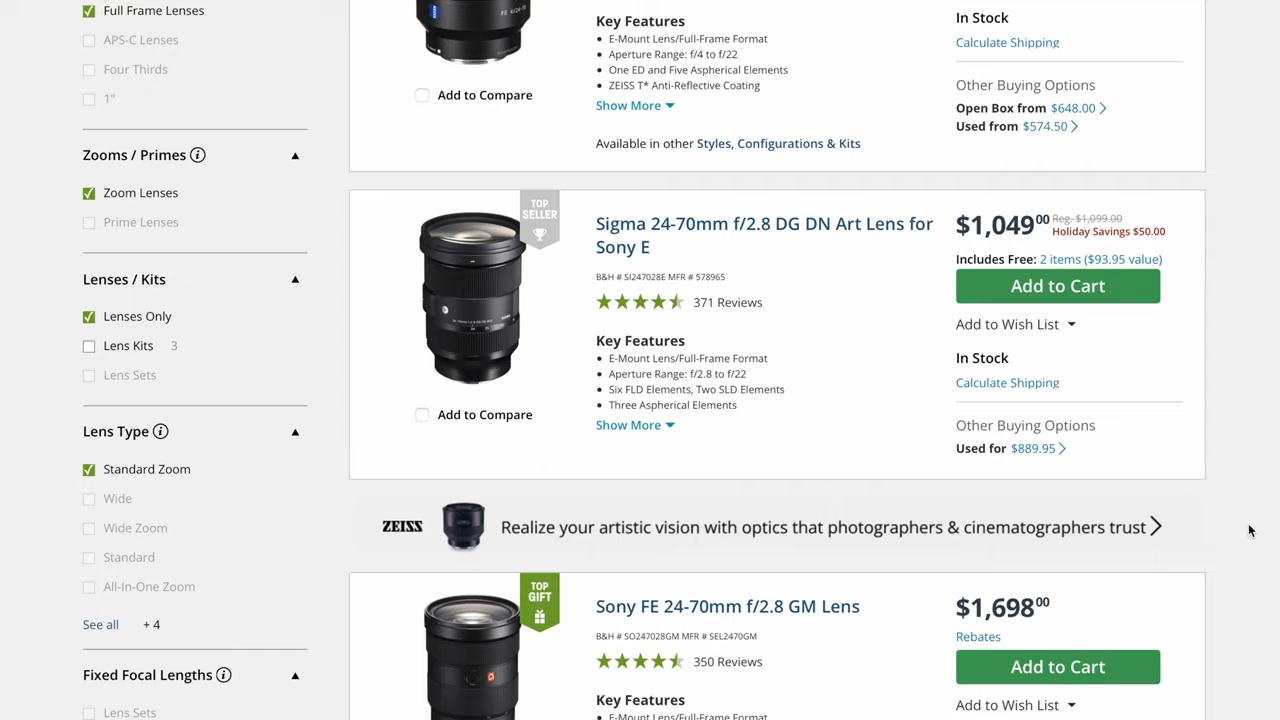 Full Frame Lenses
APS-C Lenses
Four Thirds
1"
Zooms / Primes
Zoom Lenses
Prime Lenses
Lenses / Kits
Lenses Only
Lens Kits 3
Lens Sets
Lens Type
Standard Zoom
Wide
Wide Zoom
Standard
All-In-One Zoom
See all + 4
Fixed Focal Lengths
Lens Sets
ZEISS
FE 4/24-70
Add to Compare
Key Features
E-Mount Lens/Full-Frame Format
Aperture Range: f/4 to f/22
One ED and Five Aspherical Elements
ZEISS T* Anti-Reflective Coating
Show More
Available in other Styles, Configurations & Kits
In Stock
Calculate Shipping
Other Buying Options
Open Box from $648.00
Used from $574.50
TOP
SELLER
Add to Compare
Sigma 24-70mm f/2.8 DG DN Art Lens for
Sony E
B&H # SI247028E MFR # 578965
371 Reviews
Key Features
E-Mount Lens/Full-Frame Format
Aperture Range: f/2.8 to f/22
Six FLD Elements, Two SLD Elements
Three Aspherical Elements
Show More
$1,049.00 Reg. $1,099.00
Holiday Savings $50.00
Includes Free: 2 items ($93.95 value)
Add to Cart
Add to Wish List
In Stock
Calculate Shipping
Other Buying Options
Used for $889.95
ZEISS Realize your artistic vision with optics that photographers & cinematographers trust
TOP
GIFT
Sony FE 24-70mm f/2.8 GM Lens
B&H # SO247028GM MFR # SEL2470GM
350 Reviews
Key Features
E-Mount Lens/Full-Frame Format
$1,698.00
Rebates
Add to Cart
Add to Wish List